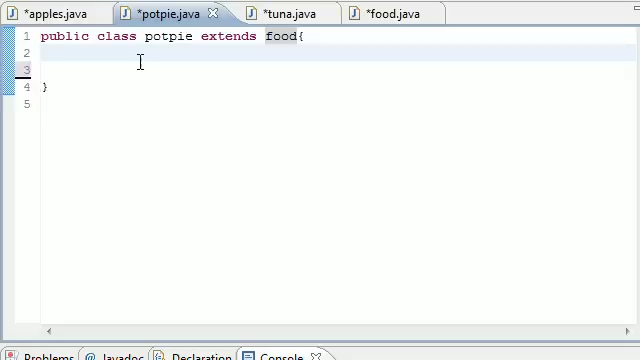 *apples.java *potpie.java *tuna.java *food.java
1 public class potpie extends food{
2
3
4 }
5
Problems @ Javadoc Declaration Console